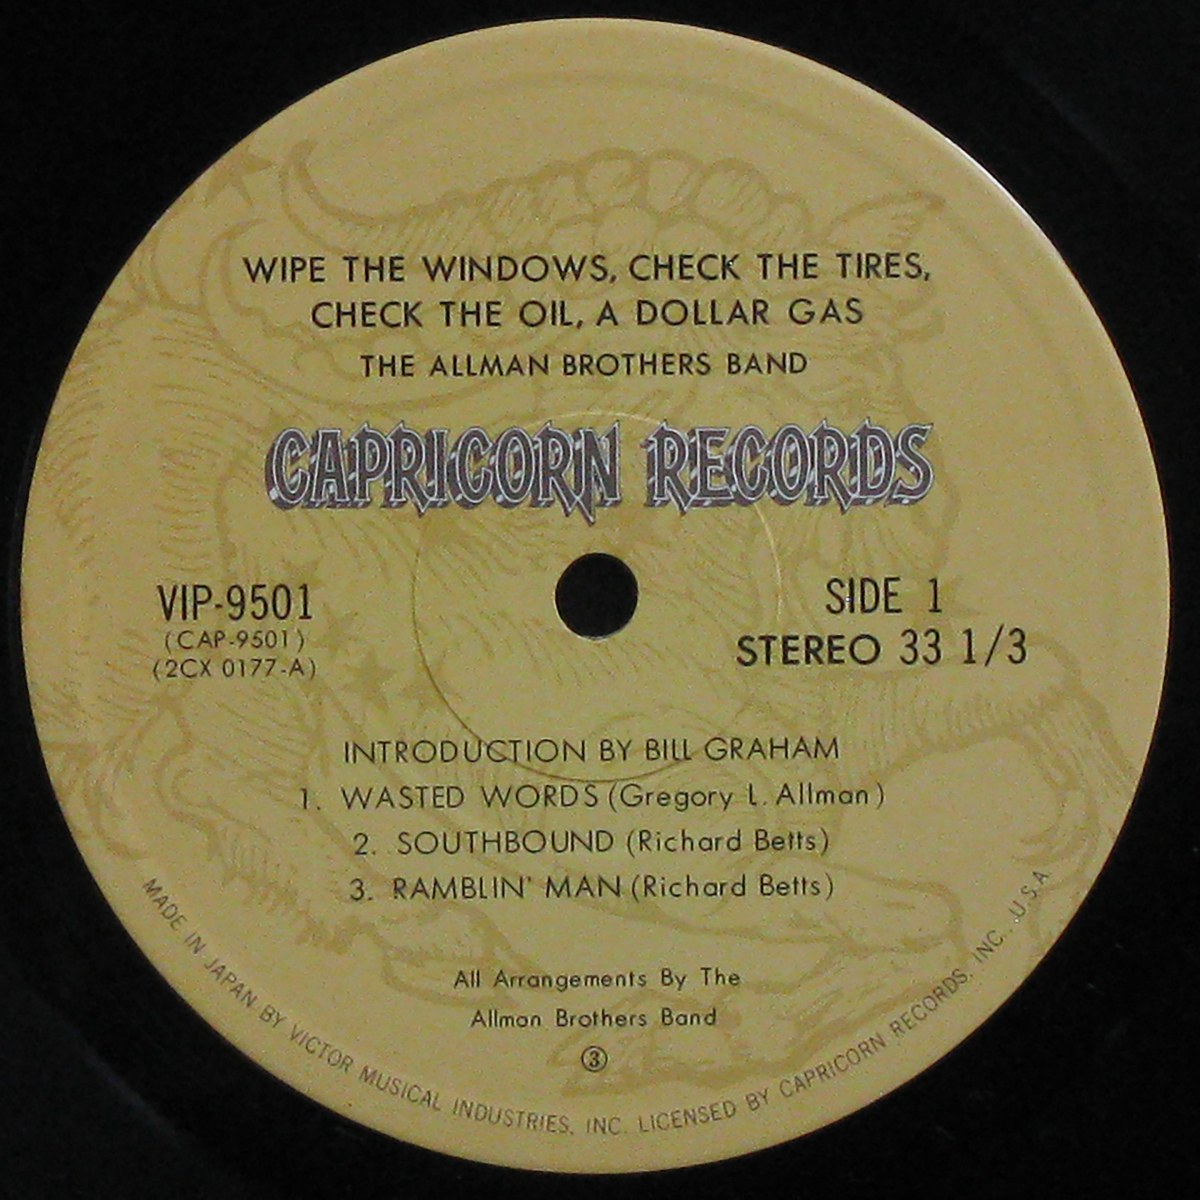 WIPE THE WINDOWS, CHECK THE TIRES,
CHECK THE OIL, A DOLLAR GAS
THE ALLMAN BROTHERS BAND
CAPRICORN RECORDS
VIP-9501
(CAP-9501)
(2CX 0177-A)
SIDE 1
STEREO 33 1/3
INTRODUCTION BY BILL GRAHAM
1. WASTED WORDS (Gregory L. Allman)
2. SOUTHBOUND (Richard Betts)
3. RAMBLIN' MAN (Richard Betts)
All Arrangements By The
Allman Brothers Band
③
MADE IN JAPAN BY VICTOR MUSICAL INDUSTRIES, INC. LICENSED BY CAPRICORN RECORDS, INC., U.S.A.